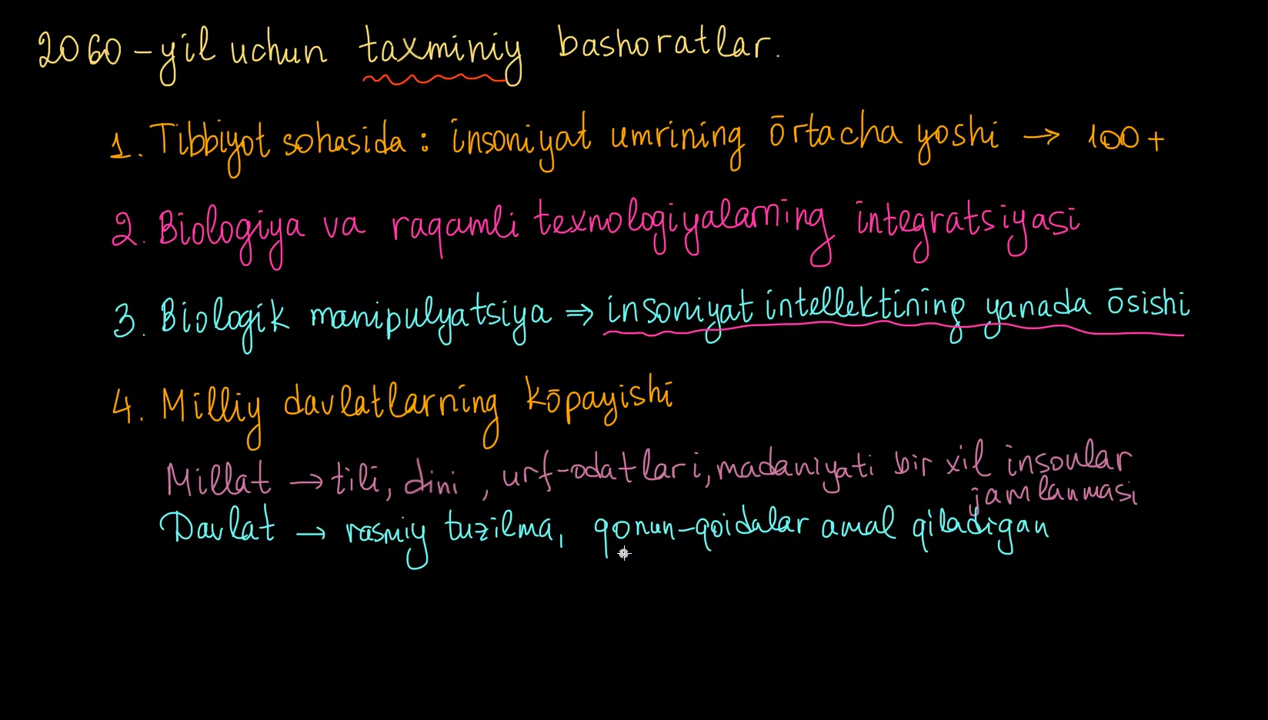 2060-yil uchun taxminiy bashoratlar.
1. Tibbiyot sohasida: insoniyat umrining ōrtacha yoshi → 100+
2. Biologiya va raqamli texnologiyalarning integratsiyasi
3. Biologik manipulyatsiya ⇒ insoniyat intellektining yanada ōsishi
4. Milliy davlatlarning kōpayishi
Millat → tili, dini, urf-odatlari, madaniyati bir xil insonlar
jamlanmasi
Davlat → rasmiy tuzilma, qonun-qoidalar amal qiladigan